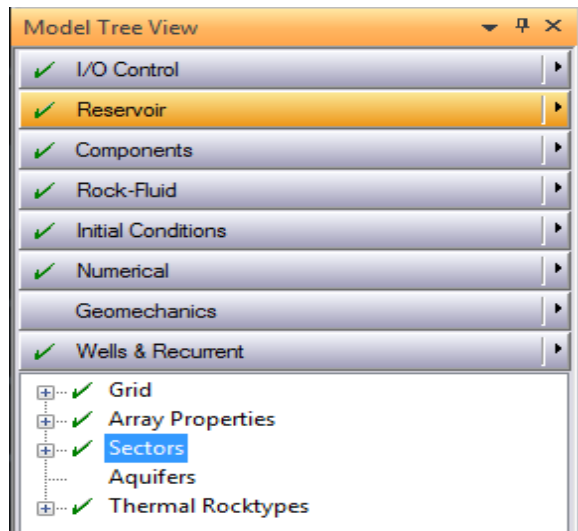 Model Tree View
I/O Control
Reservoir
Components
Rock-Fluid
Initial Conditions
Numerical
Geomechanics
Wells & Recurrent
Grid
Array Properties
Sectors
Aquifers
Thermal Rocktypes